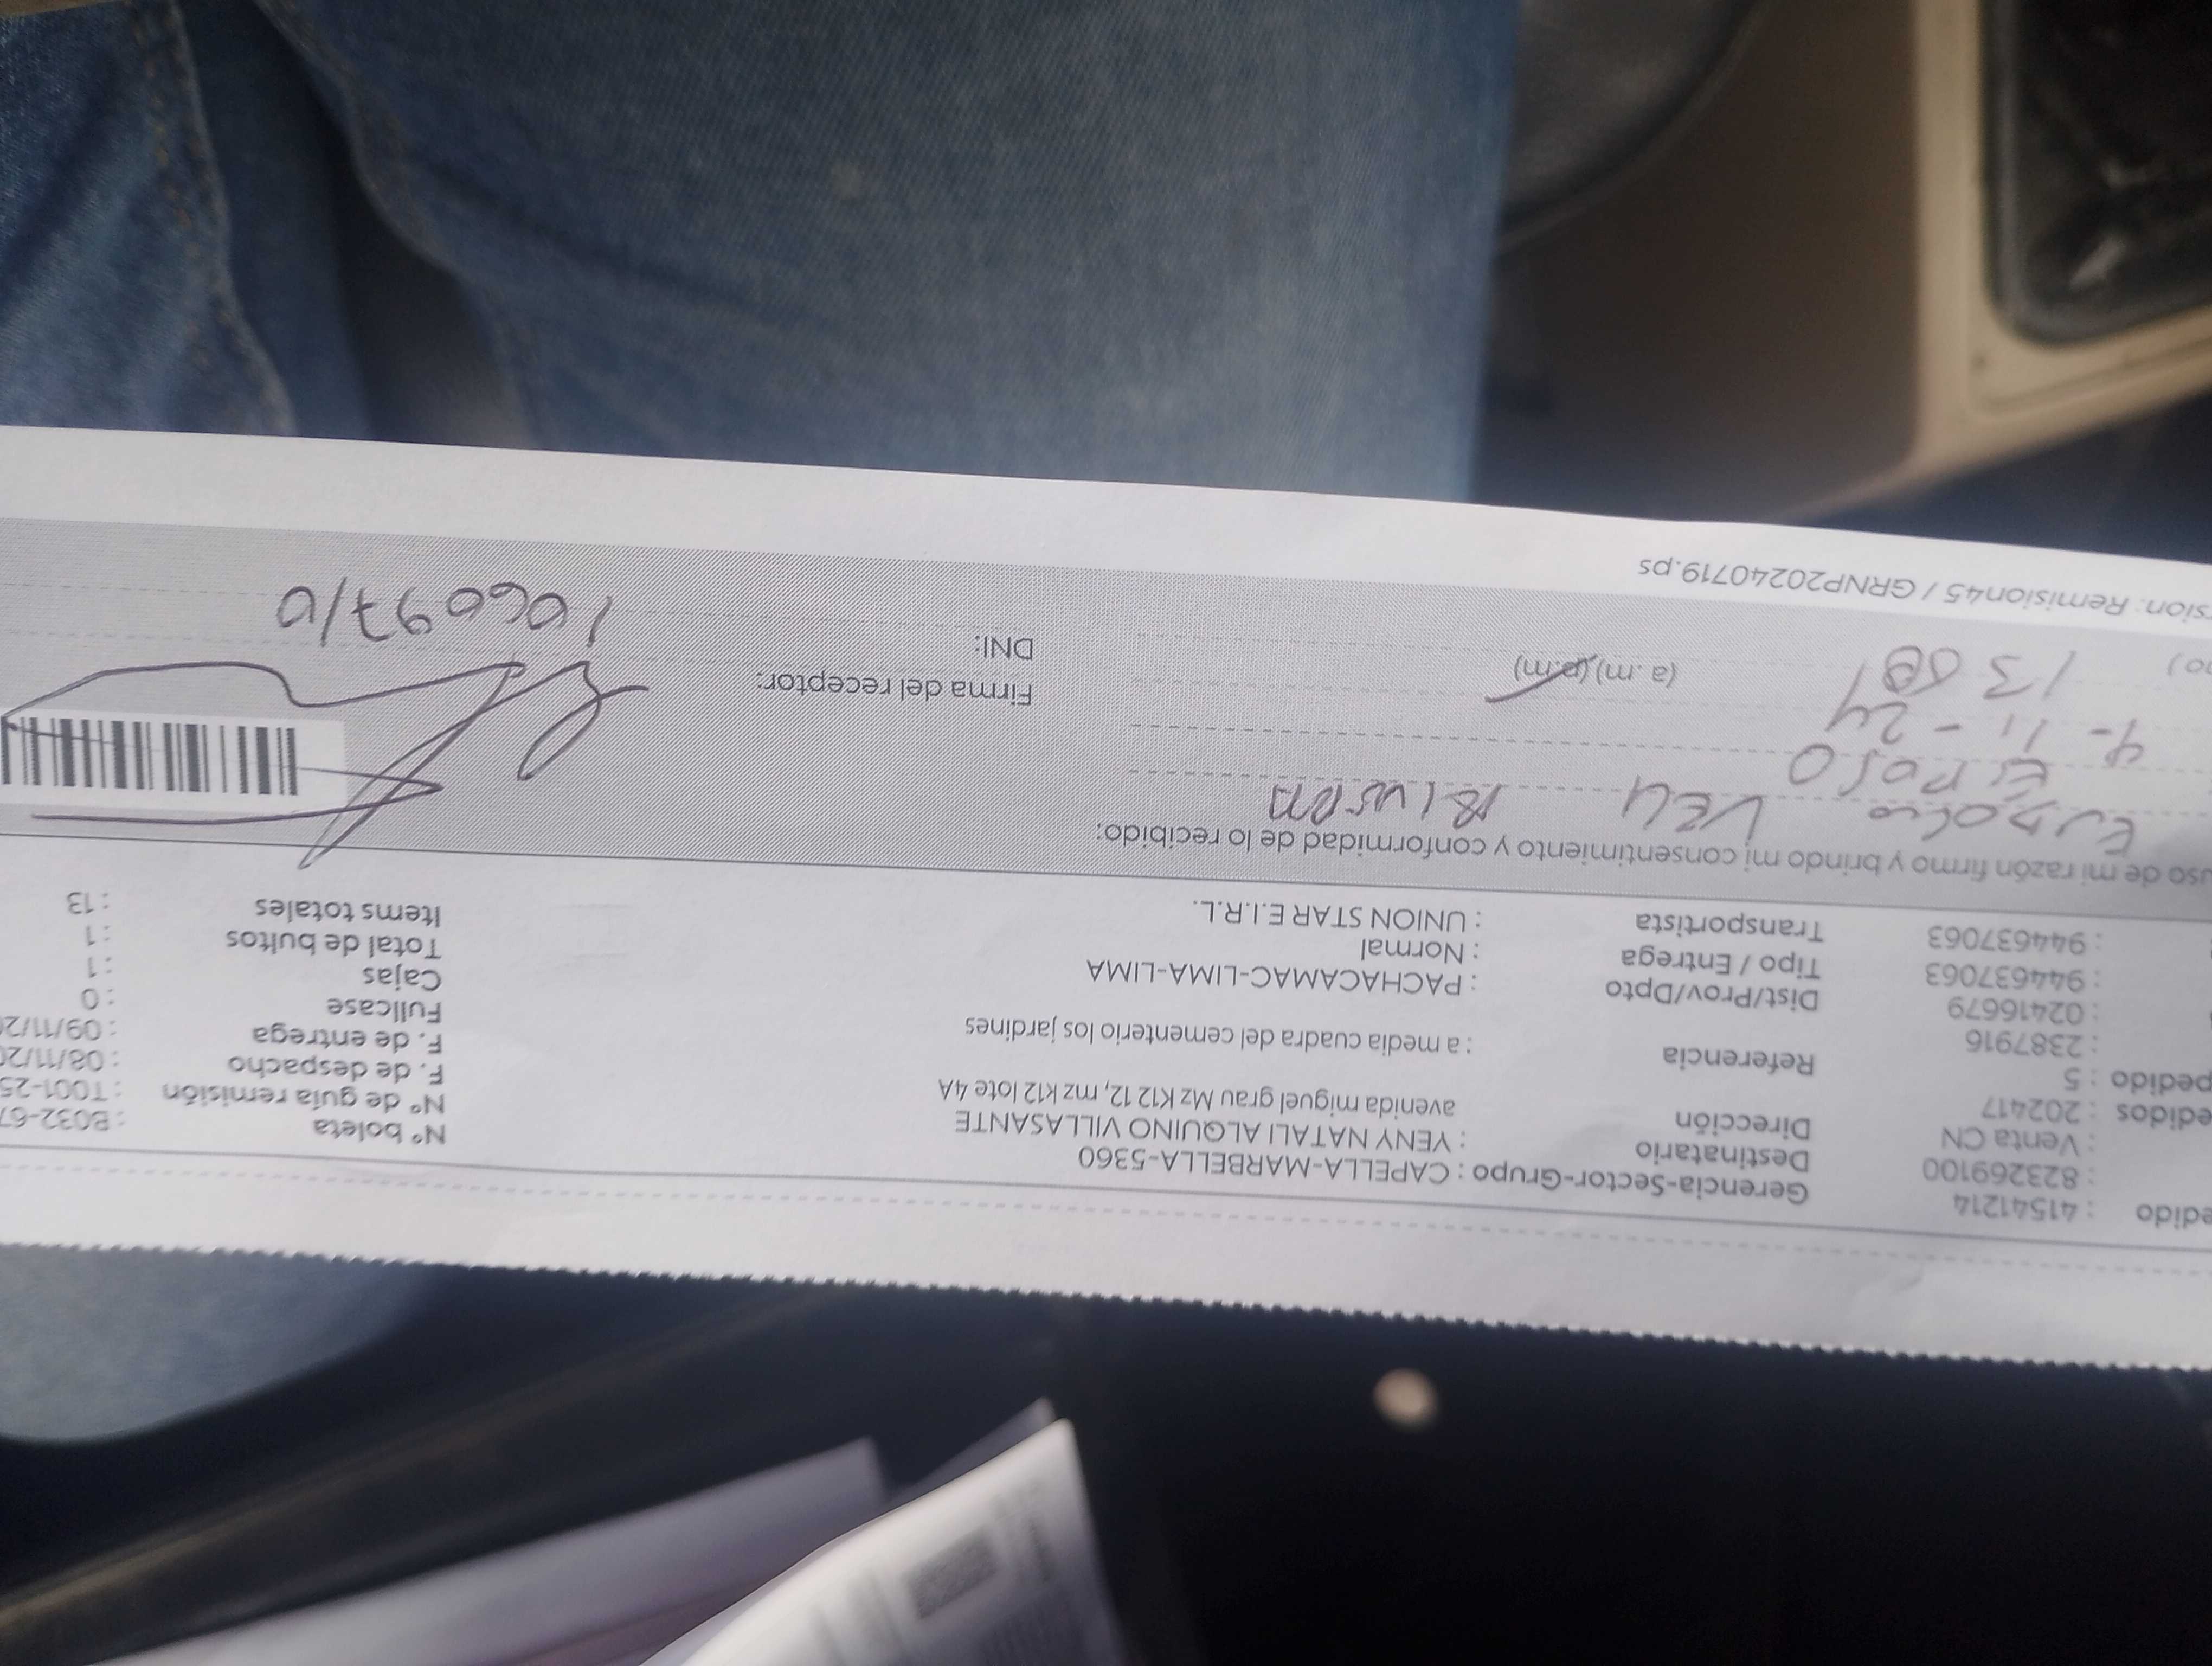 edido : 41541214 Gerencia-Sector-Grupo : CAPELLA-MARBELLA-5360 N° boleta : B032-67
: 823269100 Destinatario : YENY NATALI ALQUINO VILLASANTE N° de guía remisión : T001-25
: Venta CN Dirección avenida miguel grau Mz K12 12, mz k12 lote 4A F. de despacho : 08/11/20
edidos : 202417 F. de entrega : 09/11/20
pedido : 5 Referencia : a media cuadra del cementerio los jardines Fullcase : 0
: 2387916 Cajas : 1
: 02416679 Dist/Prov/Dpto : PACHACAMAC-LIMA-LIMA Total de bultos : 1
: 944637063 Tipo / Entrega : Normal Items totales : 13
: 944637063 Transportista : UNION STAR E.I.R.L.
uso de mi razón firmo y brindo mi consentimiento y conformidad de lo recibido:
Esposo
9-11-24 Firma del receptor:
(a.m) (p.m) DNI: 10609710
sion: Remision45 / GRNP20240719.ps